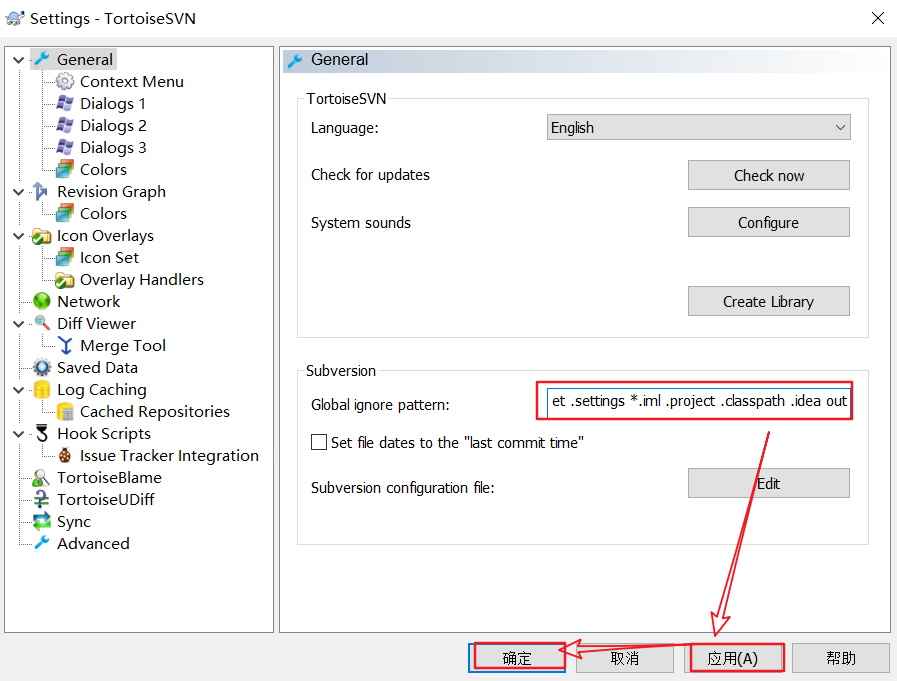 Settings - TortoiseSVN
General
Context Menu
Dialogs 1
Dialogs 2
Dialogs 3
Colors
Revision Graph
Colors
Icon Overlays
Icon Set
Overlay Handlers
Network
Diff Viewer
Merge Tool
Saved Data
Log Caching
Cached Repositories
Hook Scripts
Issue Tracker Integration
TortoiseBlame
TortoiseUDiff
Sync
Advanced
General
TortoiseSVN
Language: English
Check for updates Check now
System sounds Configure
Create Library
Subversion
Global ignore pattern: et .settings *.iml .project .classpath .idea out
Set file dates to the "last commit time"
Subversion configuration file: Edit
确定 取消 应用(A) 帮助